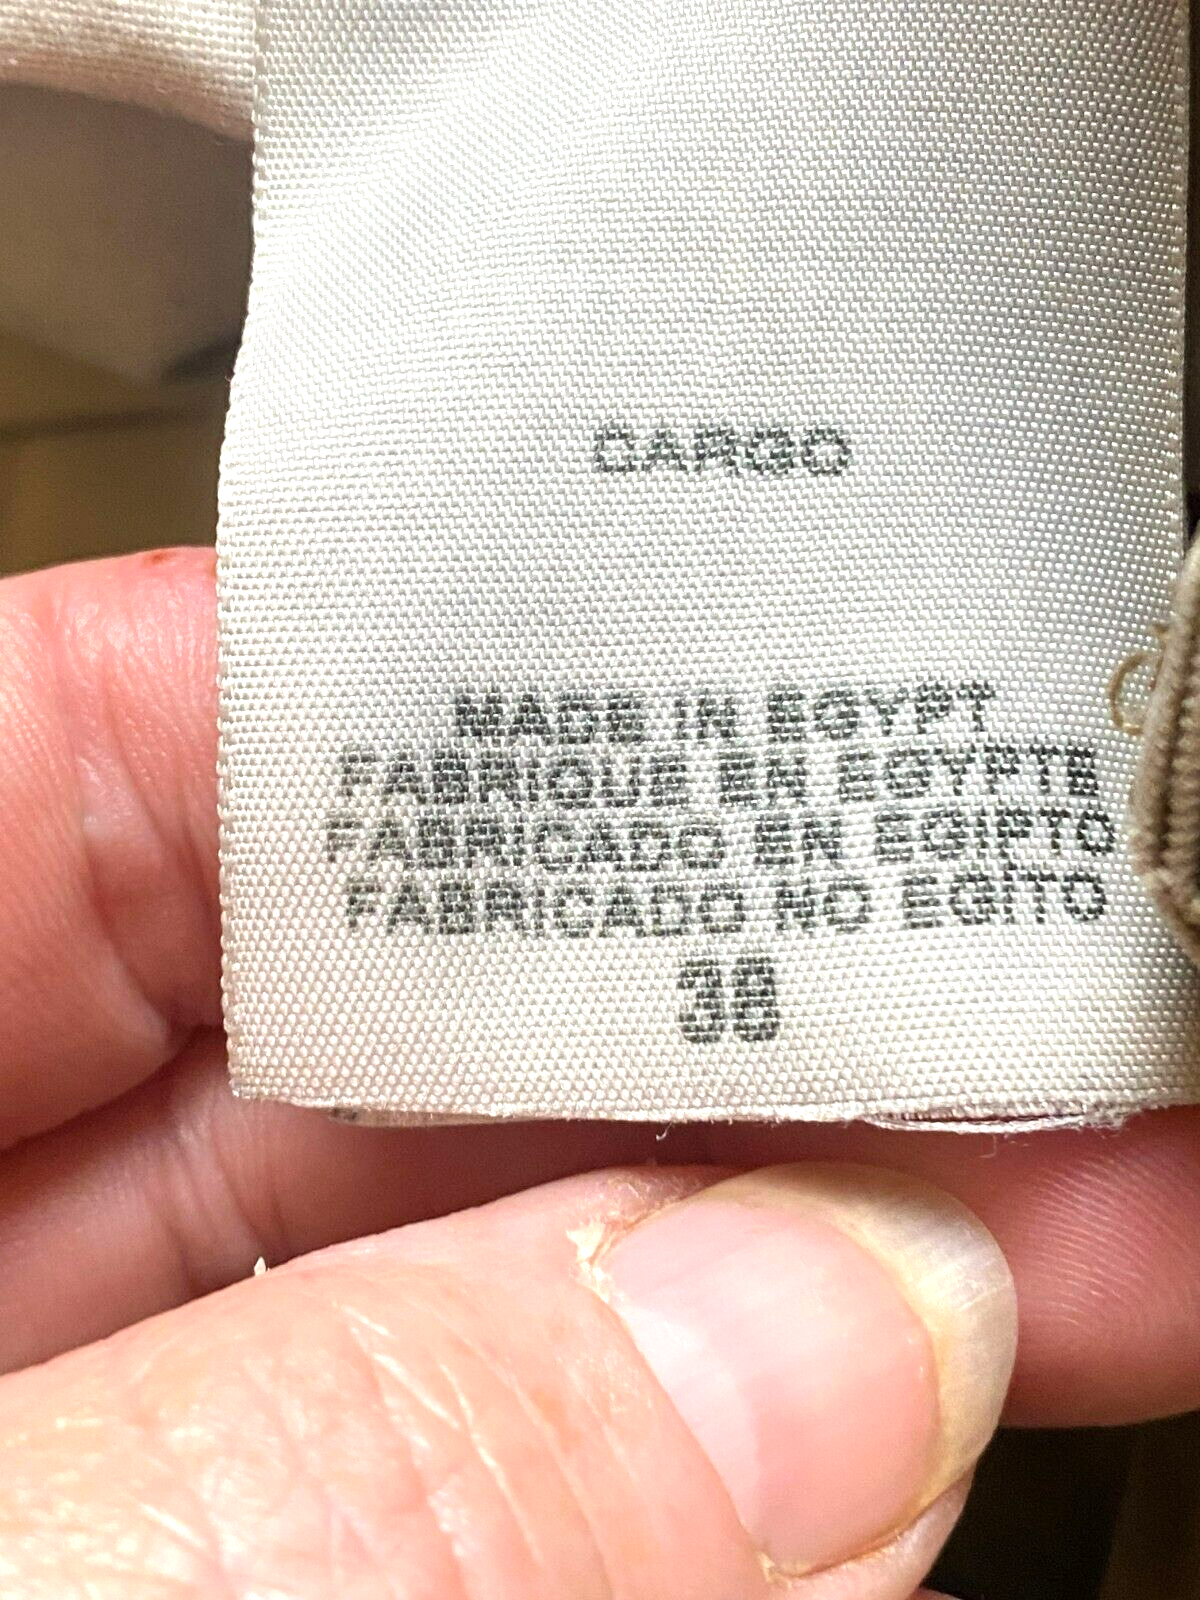 CARGO
MADE IN EGYPT
FABRIQUE EN EGYPTE
FABRICADO EN EGIPTO
FABRICADO NO EGITO
38